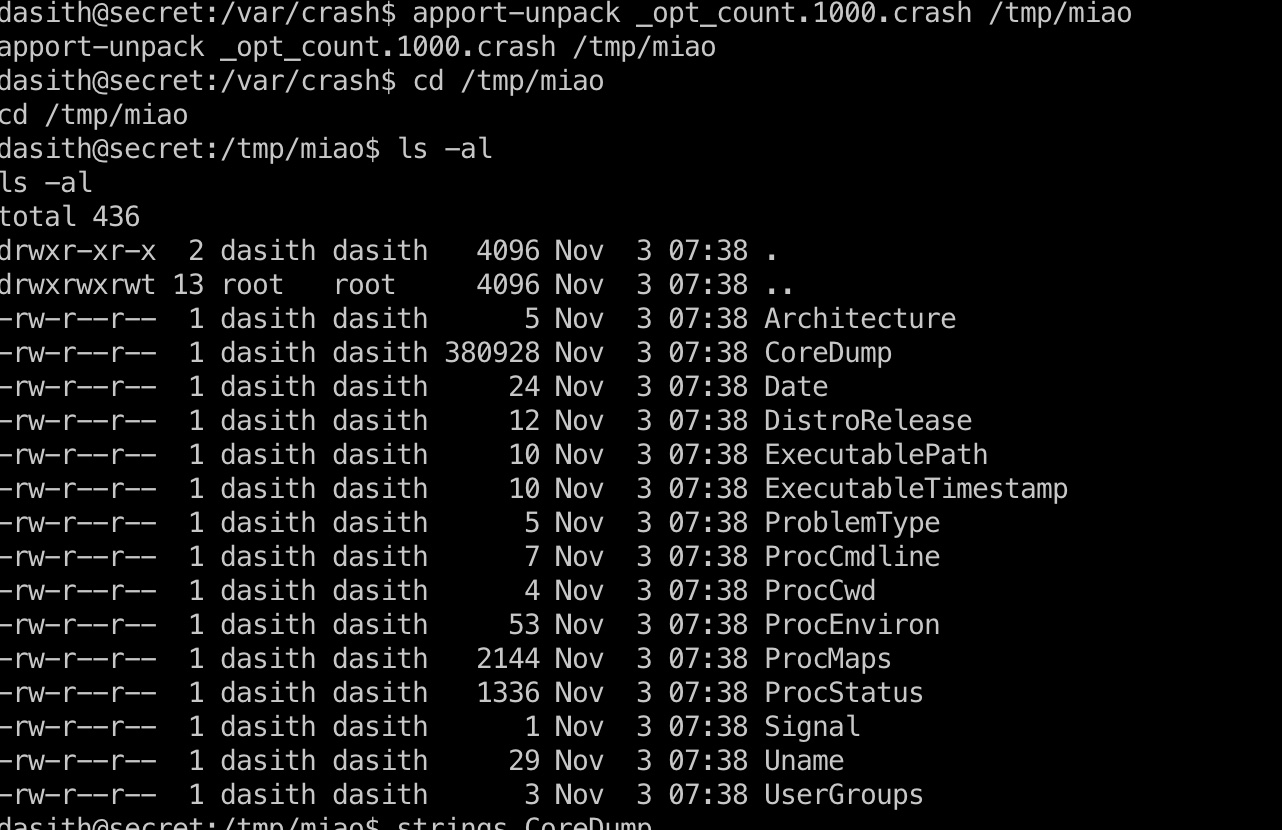 dasith@secret:/var/crash$ apport-unpack _opt_count.1000.crash /tmp/miao
apport-unpack _opt_count.1000.crash /tmp/miao
dasith@secret:/var/crash$ cd /tmp/miao
cd /tmp/miao
dasith@secret:/tmp/miao$ ls -al
ls -al
total 436
drwxr-xr-x  2 dasith dasith   4096 Nov  3 07:38 .
drwxrwxrwt 13 root   root     4096 Nov  3 07:38 ..
-rw-r--r--  1 dasith dasith      5 Nov  3 07:38 Architecture
-rw-r--r--  1 dasith dasith 380928 Nov  3 07:38 CoreDump
-rw-r--r--  1 dasith dasith     24 Nov  3 07:38 Date
-rw-r--r--  1 dasith dasith     12 Nov  3 07:38 DistroRelease
-rw-r--r--  1 dasith dasith     10 Nov  3 07:38 ExecutablePath
-rw-r--r--  1 dasith dasith     10 Nov  3 07:38 ExecutableTimestamp
-rw-r--r--  1 dasith dasith      5 Nov  3 07:38 ProblemType
-rw-r--r--  1 dasith dasith      7 Nov  3 07:38 ProcCmdline
-rw-r--r--  1 dasith dasith      4 Nov  3 07:38 ProcCwd
-rw-r--r--  1 dasith dasith     53 Nov  3 07:38 ProcEnviron
-rw-r--r--  1 dasith dasith   2144 Nov  3 07:38 ProcMaps
-rw-r--r--  1 dasith dasith   1336 Nov  3 07:38 ProcStatus
-rw-r--r--  1 dasith dasith      1 Nov  3 07:38 Signal
-rw-r--r--  1 dasith dasith     29 Nov  3 07:38 Uname
-rw-r--r--  1 dasith dasith      3 Nov  3 07:38 UserGroups
dasith@secret:/tmp/miao$ strings CoreDump